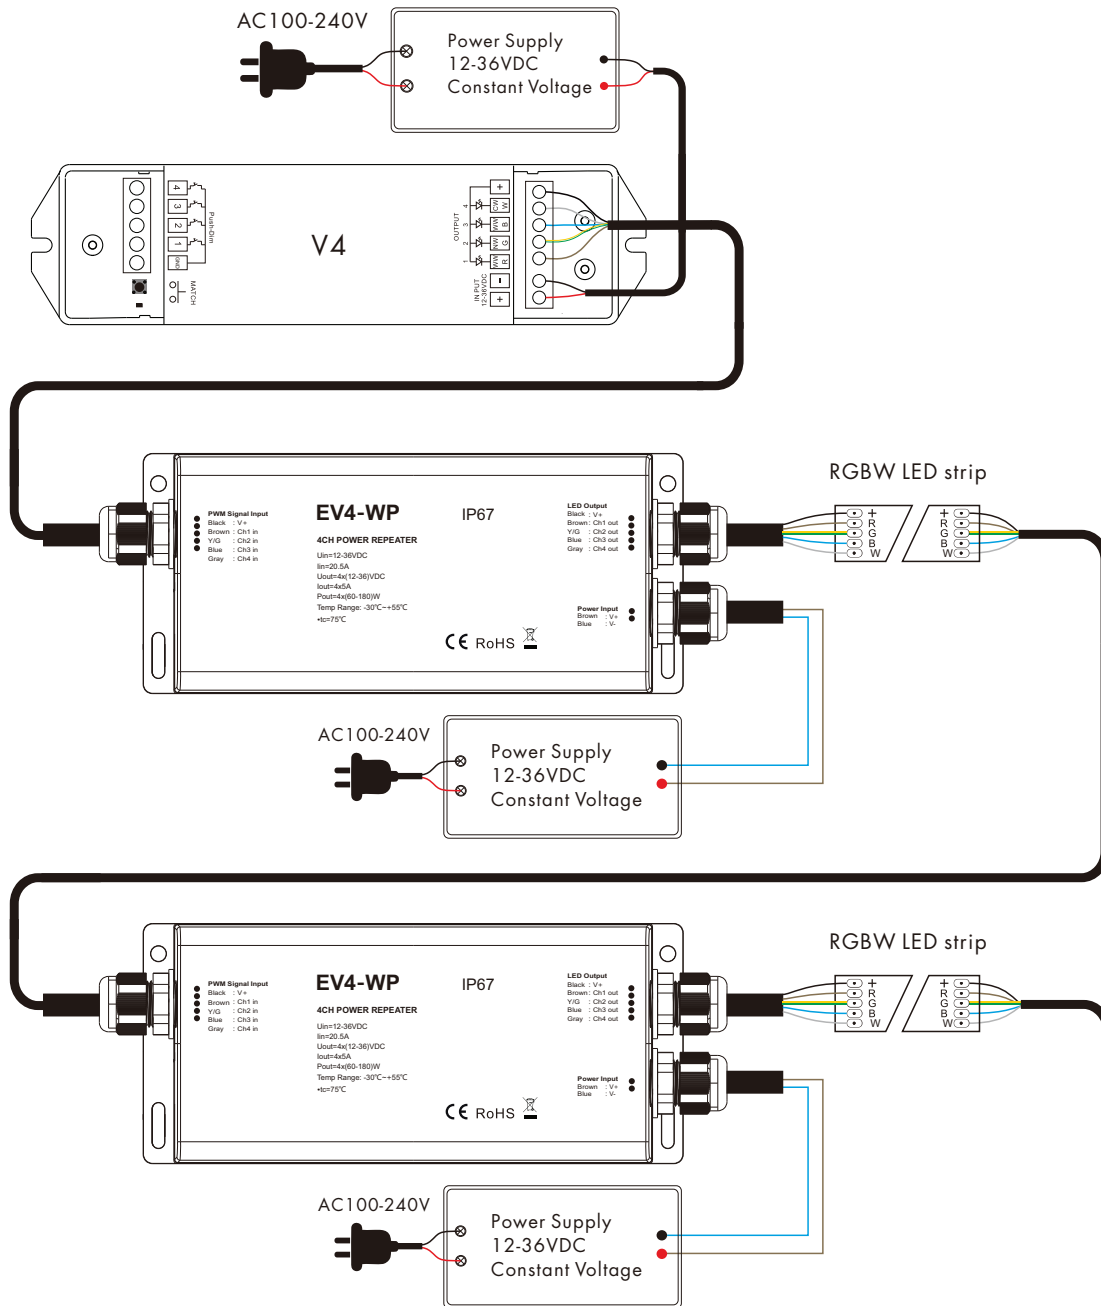 AC100-240V
Power Supply
12-36VDC
Constant Voltage
V4
4
3
2
1
GND
Push-Dim
MATCH
OUTPUT
4
3
2
1
+
CW W
WW B
NW G
WW R
-
+
INPUT
12-36VDC
PWM Signal Input
Black : V+
Brown : Ch1 in
Y/G : Ch2 in
Blue : Ch3 in
Gray : Ch4 in
EV4-WP
IP67
4CH POWER REPEATER
Uin=12-36VDC
Iin=20.5A
Uout=4x(12-36)VDC
Iout=4x5A
Pout=4x(60-180)W
Temp Range: -30℃~+55℃
•tc=75℃
CE RoHS
LED Output
Black : V+
Brown : Ch1 out
Y/G : Ch2 out
Blue : Ch3 out
Gray : Ch4 out
Power Input
Brown : V+
Blue : V-
RGBW LED strip
+ +
R R
G G
B B
W W
AC100-240V
Power Supply
12-36VDC
Constant Voltage
PWM Signal Input
Black : V+
Brown : Ch1 in
Y/G : Ch2 in
Blue : Ch3 in
Gray : Ch4 in
EV4-WP
IP67
4CH POWER REPEATER
Uin=12-36VDC
Iin=20.5A
Uout=4x(12-36)VDC
Iout=4x5A
Pout=4x(60-180)W
Temp Range: -30℃~+55℃
•tc=75℃
CE RoHS
LED Output
Black : V+
Brown : Ch1 out
Y/G : Ch2 out
Blue : Ch3 out
Gray : Ch4 out
Power Input
Brown : V+
Blue : V-
RGBW LED strip
+ +
R R
G G
B B
W W
AC100-240V
Power Supply
12-36VDC
Constant Voltage